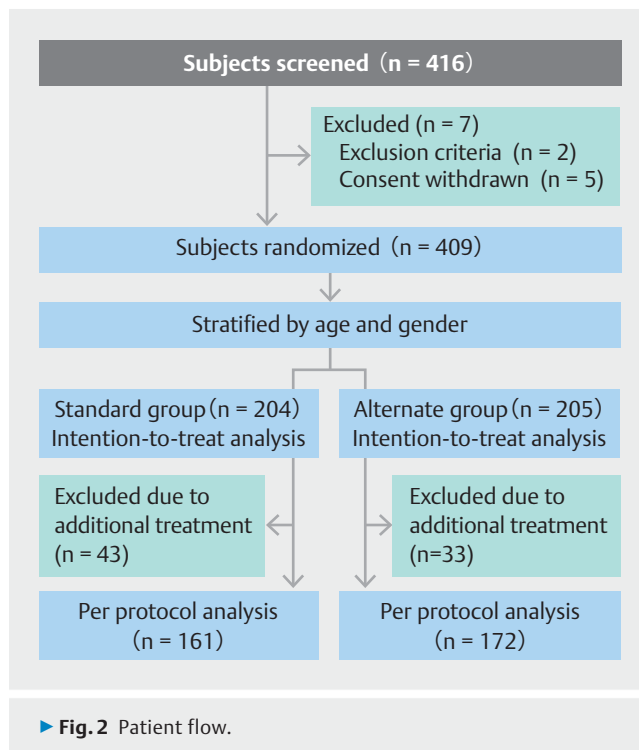 Subjects screened (n = 416)
Excluded (n = 7)
Exclusion criteria (n = 2)
Consent withdrawn (n = 5)
Subjects randomized (n = 409)
Stratified by age and gender
Standard group (n = 204)
Intention-to-treat analysis
Alternate group (n = 205)
Intention-to-treat analysis
Excluded due to
additional treatment
(n = 43)
Excluded due to
additional treatment
(n=33)
Per protocol analysis
(n = 161)
Per protocol analysis
(n = 172)
▶ Fig. 2 Patient flow.